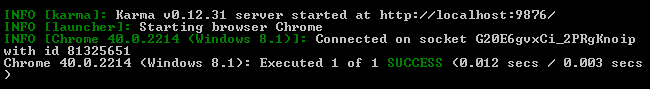 INFO [karma]: Karma v0.12.31 server started at http://localhost:9876/
INFO [launcher]: Starting browser Chrome
INFO [Chrome 40.0.2214 (Windows 8.1)]: Connected on socket G20E6gvxCi_2PRgKnoip
with id 81325651
Chrome 40.0.2214 (Windows 8.1): Executed 1 of 1 SUCCESS (0.012 secs / 0.003 secs
)